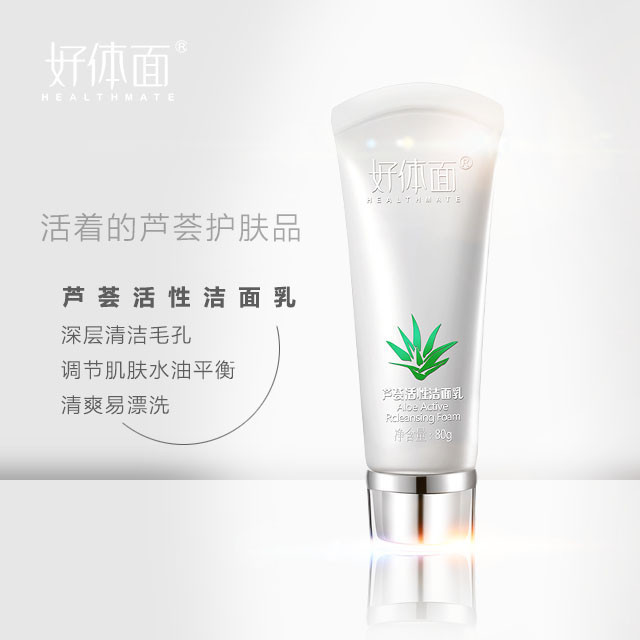 好体面®
HEALTHMATE
活着的芦荟护肤品
芦荟活性洁面乳
深层清洁毛孔
调节肌肤水油平衡
清爽易漂洗
好体面®
HEALTHMATE
芦荟活性洁面乳
Aloe Active
Rcleansing Foam
净含量:80g